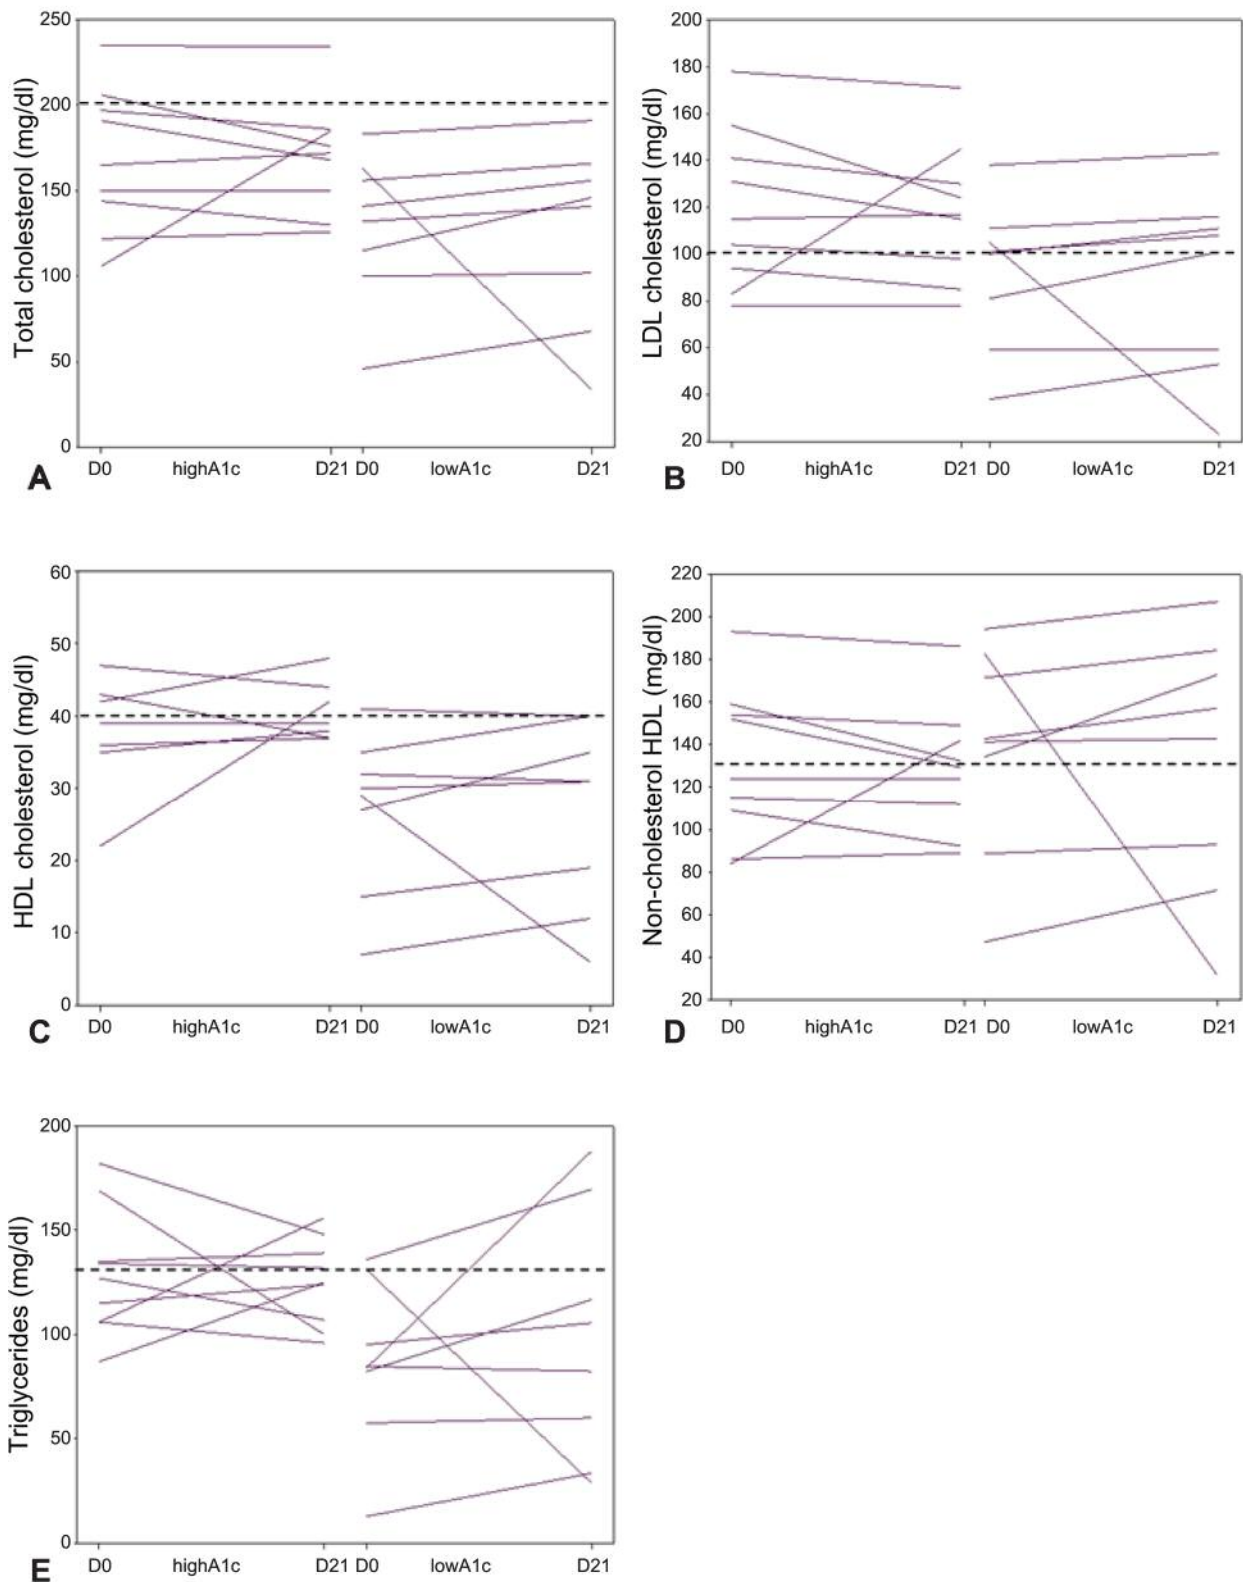 250
200
150
100
50
0
Total cholesterol (mg/dl)
D0 highA1c D21 D0 lowA1c D21
A
200
180
160
140
120
100
80
60
40
20
LDL cholesterol (mg/dl)
D0 highA1c D21 D0 lowA1c D21
B
60
50
40
30
20
10
0
HDL cholesterol (mg/dl)
D0 highA1c D21 D0 lowA1c D21
C
220
200
180
160
140
120
100
80
60
40
20
Non-cholesterol HDL (mg/dl)
D0 highA1c D21 D0 lowA1c D21
D
200
150
100
50
0
Triglycerides (mg/dl)
D0 highA1c D21 D0 lowA1c D21
E